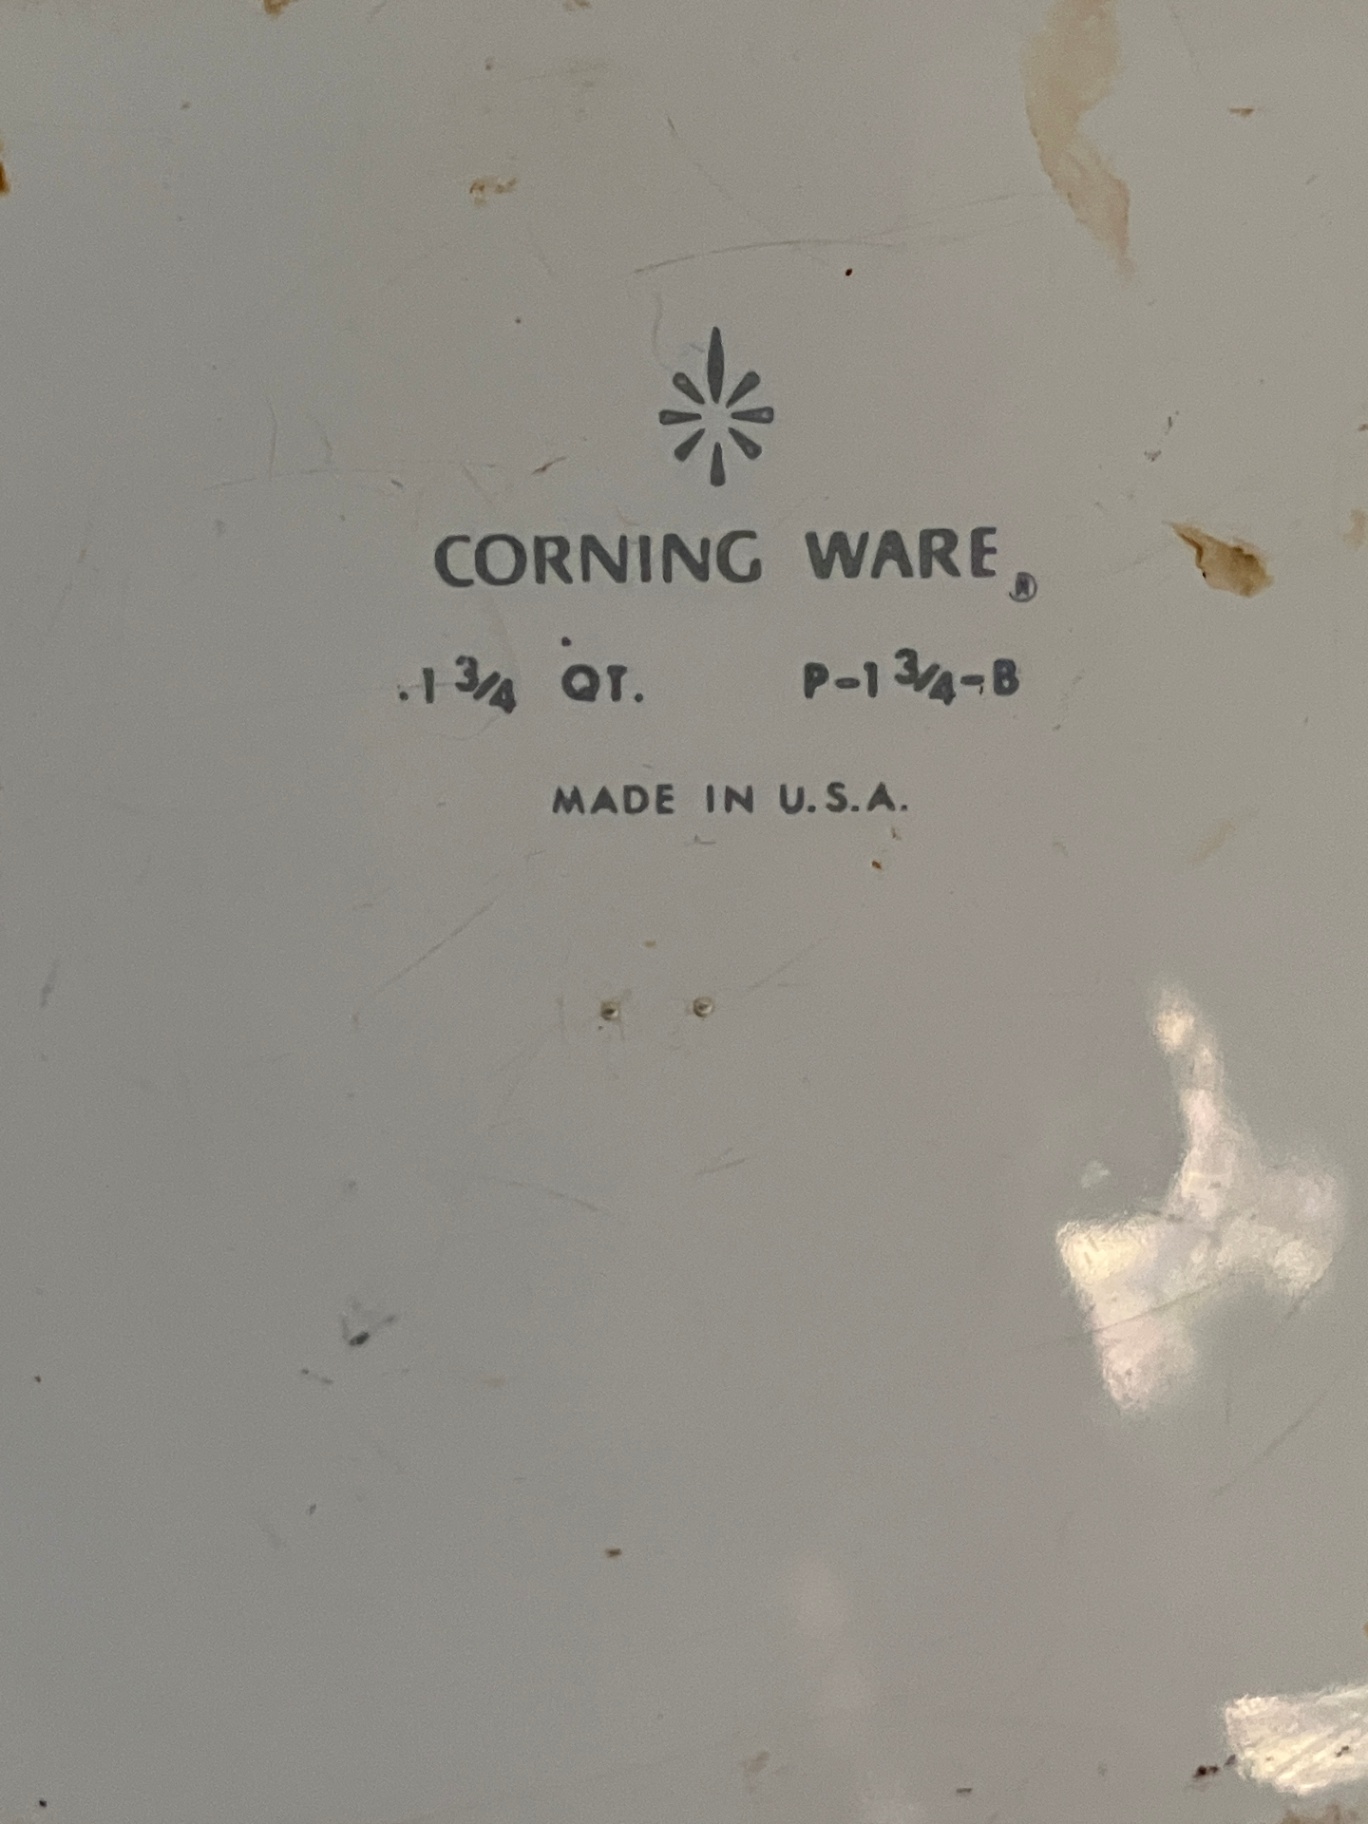 CORNING WARE®
1 3/4 QT. P-1 3/4-B
MADE IN U.S.A.